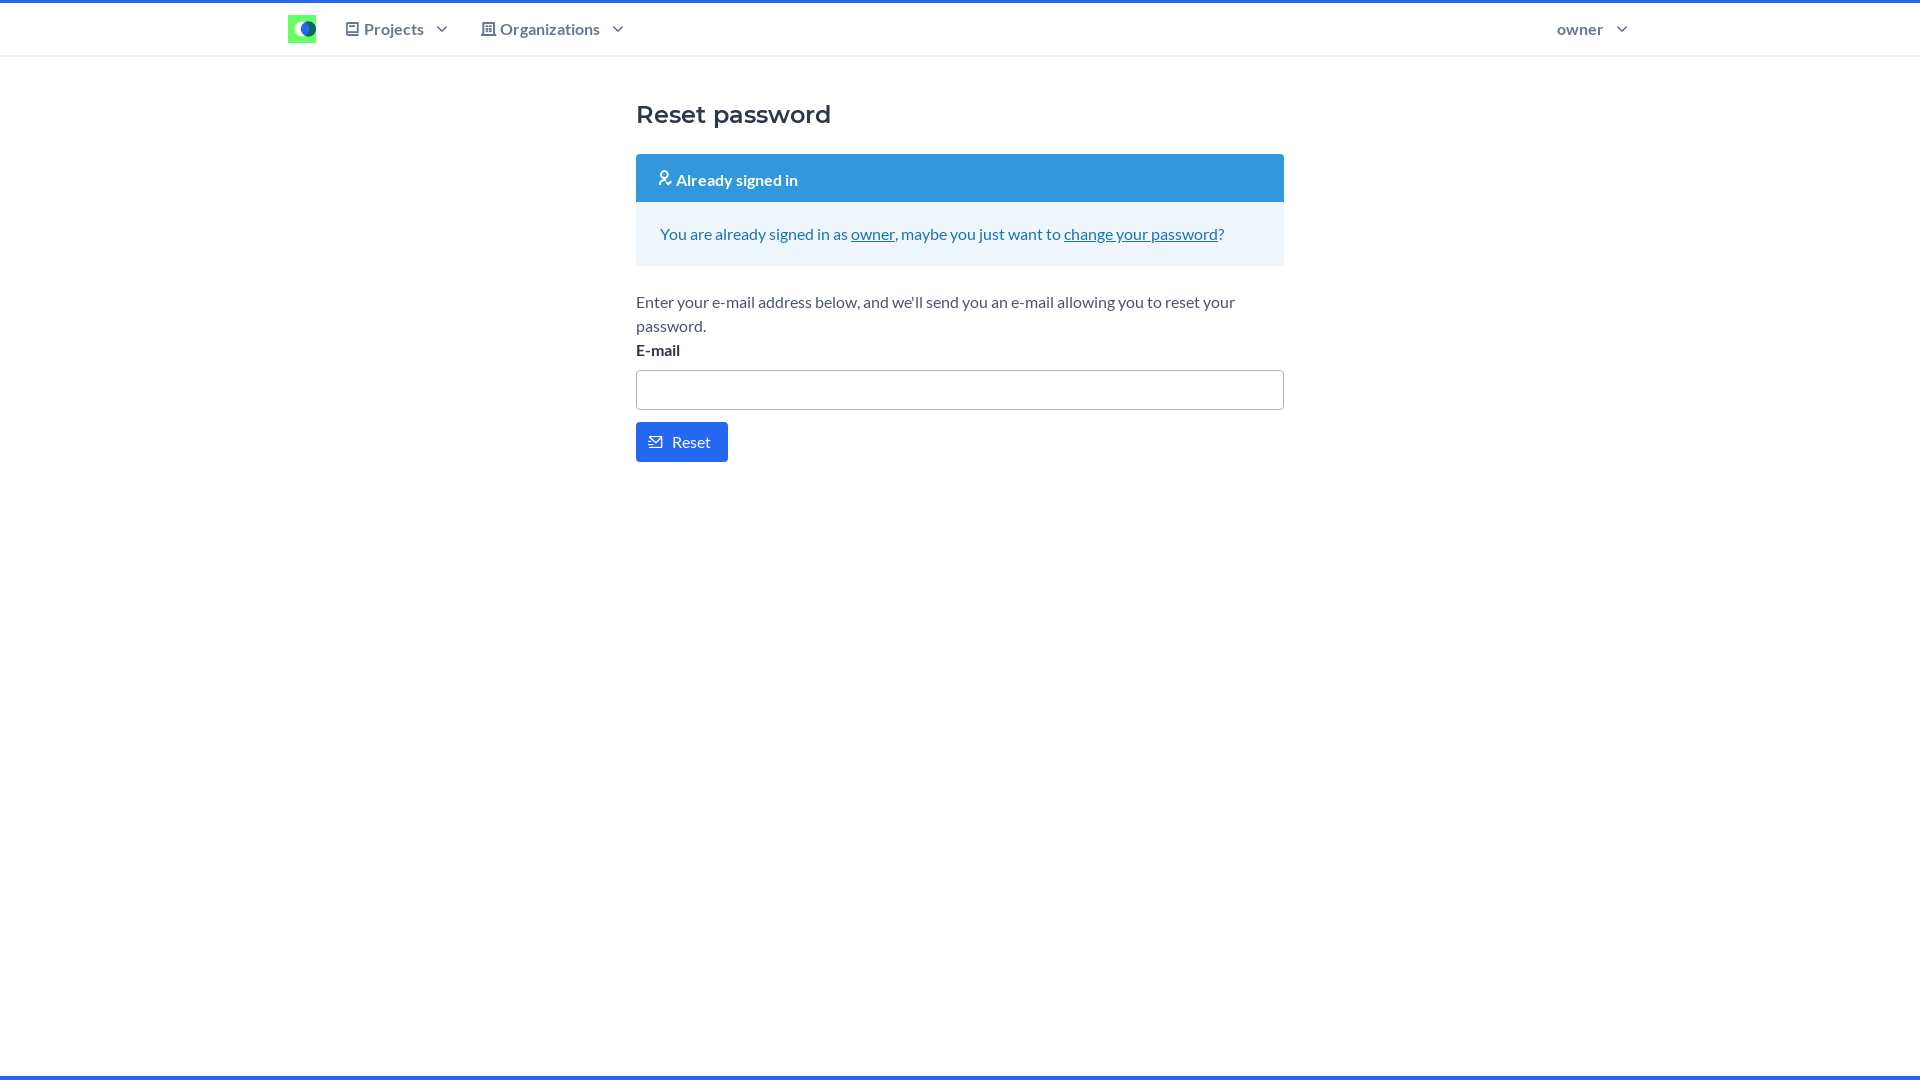 Projects
Organizations
owner
Reset password
Already signed in
You are already signed in as owner, maybe you just want to change your password?
Enter your e-mail address below, and we'll send you an e-mail allowing you to reset your
password.
E-mail
Reset